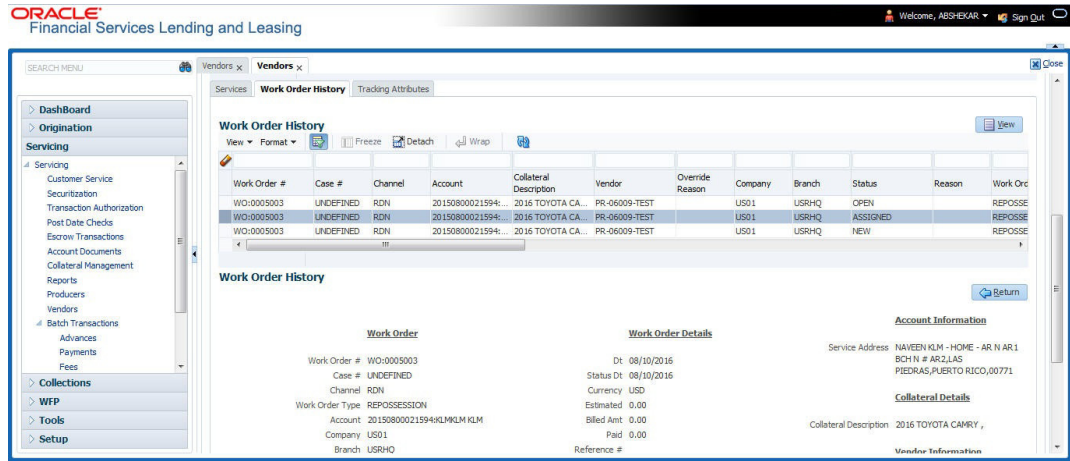 ORACLE
Financial Services Lending and Leasing
Welcome, ABSHEKAR Sign Out
SEARCH MENU
Vendors x Vendors x
Close
Services Work Order History Tracking Attributes
DashBoard
Origination
Servicing
Servicing
Customer Service
Securitization
Transaction Authorization
Post Date Checks
Escrow Transactions
Account Documents
Collateral Management
Reports
Producers
Vendors
Batch Transactions
Advances
Payments
Fees
Collections
WFP
Tools
Setup
Work Order History
View
View Format Freeze Detach Wrap
Work Order # Case # Channel Account Collateral Description Vendor Override Reason Company Branch Status Reason Work Ord
WO:0005003 UNDEFINED RDN 20150800021594:... 2016 TOYOTA CA... PR-06009-TEST US01 USRHQ OPEN REPOSSE
WO:0005003 UNDEFINED RDN 20150800021594:... 2016 TOYOTA CA... PR-06009-TEST US01 USRHQ ASSIGNED REPOSSE
WO:0005003 UNDEFINED RDN 20150800021594:... 2016 TOYOTA CA... PR-06009-TEST US01 USRHQ NEW REPOSSE
Work Order History
Return
Work Order
Work Order # WO:0005003
Case # UNDEFINED
Channel RDN
Work Order Type REPOSSESSION
Account 20150800021594:KLMKLM KLM
Company US01
Branch USRHQ
Work Order Details
Dt 08/10/2016
Status Dt 08/10/2016
Currency USD
Estimated 0.00
Billed Amt 0.00
Paid 0.00
Reference #
Account Information
Service Address NAVEEN KLM - HOME - AR N AR1
BCH N # AR2,LAS
PIEDRAS,PUERTO RICO,00771
Collateral Details
Collateral Description 2016 TOYOTA CAMRY ,
Vendor Information